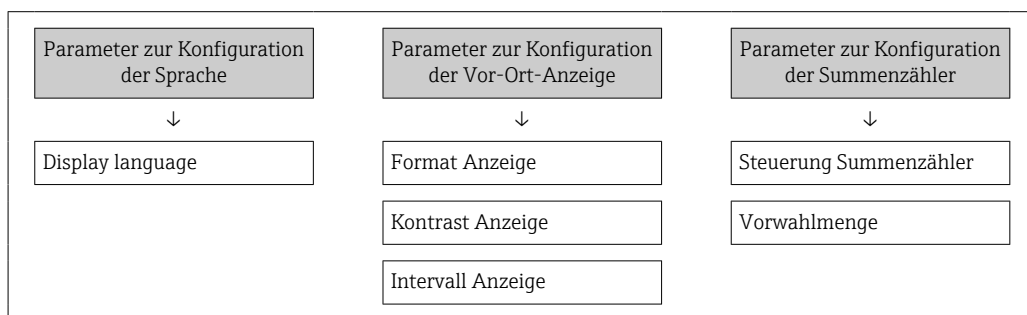 Parameter zur Konfiguration
der Sprache
Display language
Parameter zur Konfiguration
der Vor-Ort-Anzeige
Format Anzeige
Kontrast Anzeige
Intervall Anzeige
Parameter zur Konfiguration
der Summenzähler
Steuerung Summenzähler
Vorwahlmenge